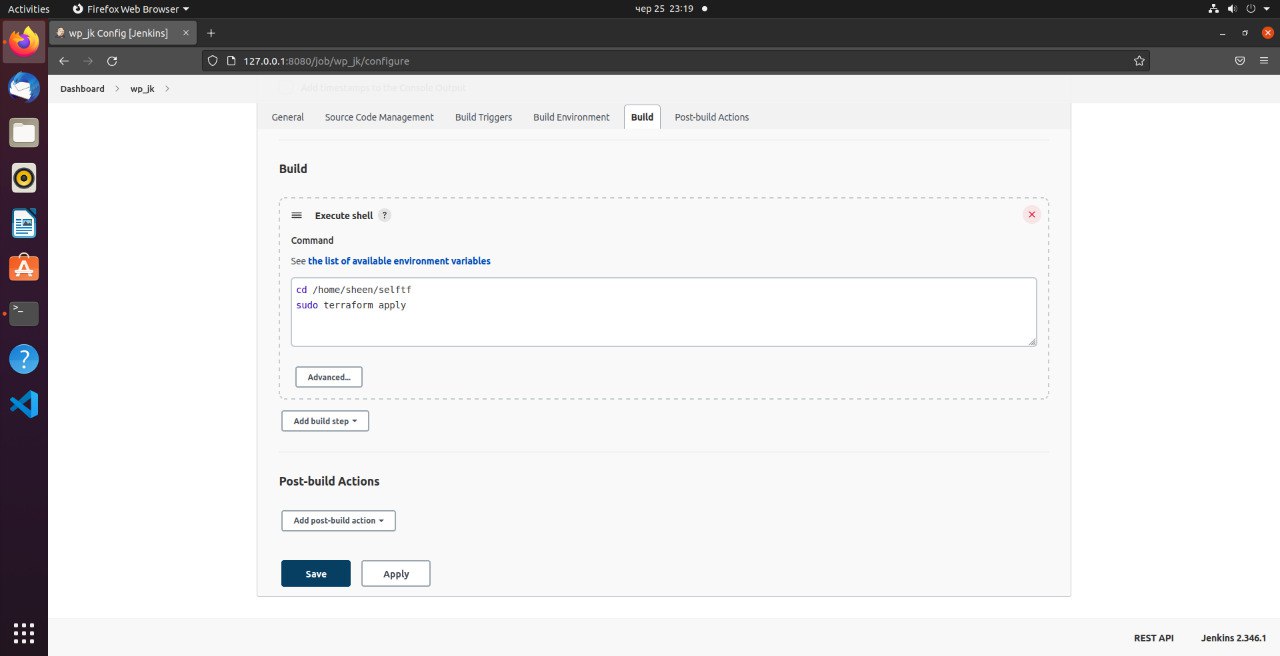 Activities
Firefox Web Browser
чер 25 23:19
wp_jk Config [Jenkins]
127.0.0.1:8080/job/wp_jk/configure
Dashboard
wp_jk
Add timestamps to the Console Output
General
Source Code Management
Build Triggers
Build Environment
Build
Post-build Actions
Build
Execute shell ?
Command
See the list of available environment variables
cd /home/sheen/selftf
sudo terraform apply
Advanced...
Add build step
Post-build Actions
Add post-build action
Save
Apply
REST API
Jenkins 2.346.1